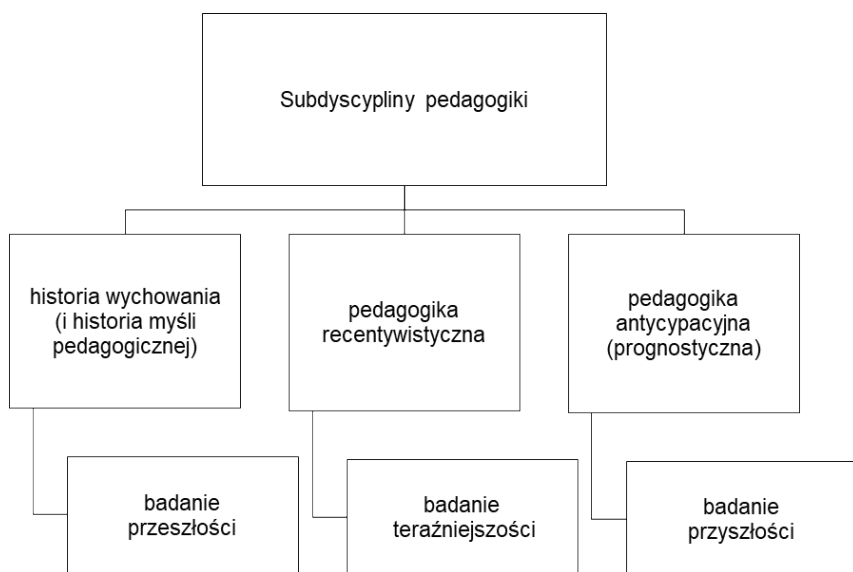 Subdyscypliny pedagogiki
historia wychowania
(i historia myśli
pedagogicznej)
pedagogika
recentywistyczna
pedagogika
antycypacyjna
(prognostyczna)
badanie
przeszłości
badanie
teraźniejszości
badanie
przyszłości